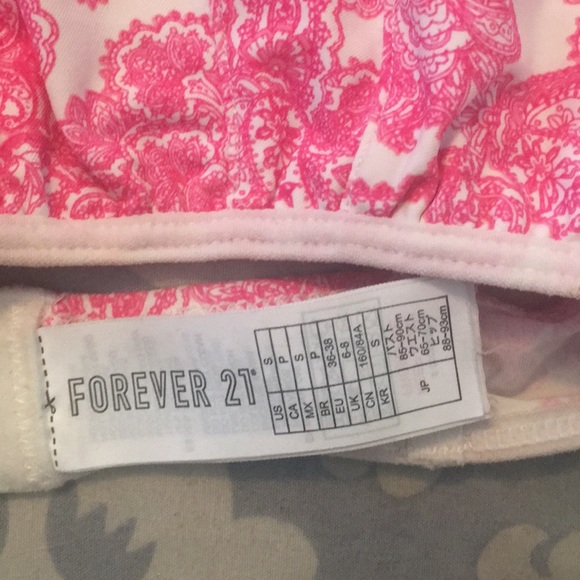 FOREVER 21®
US S
CA P
MX S
BR P
EU 36-38
UK 6-8
CN 160/84A
KR S
JP バスト
85-90cm
ウエスト
65-70cm
ヒップ
88-93cm